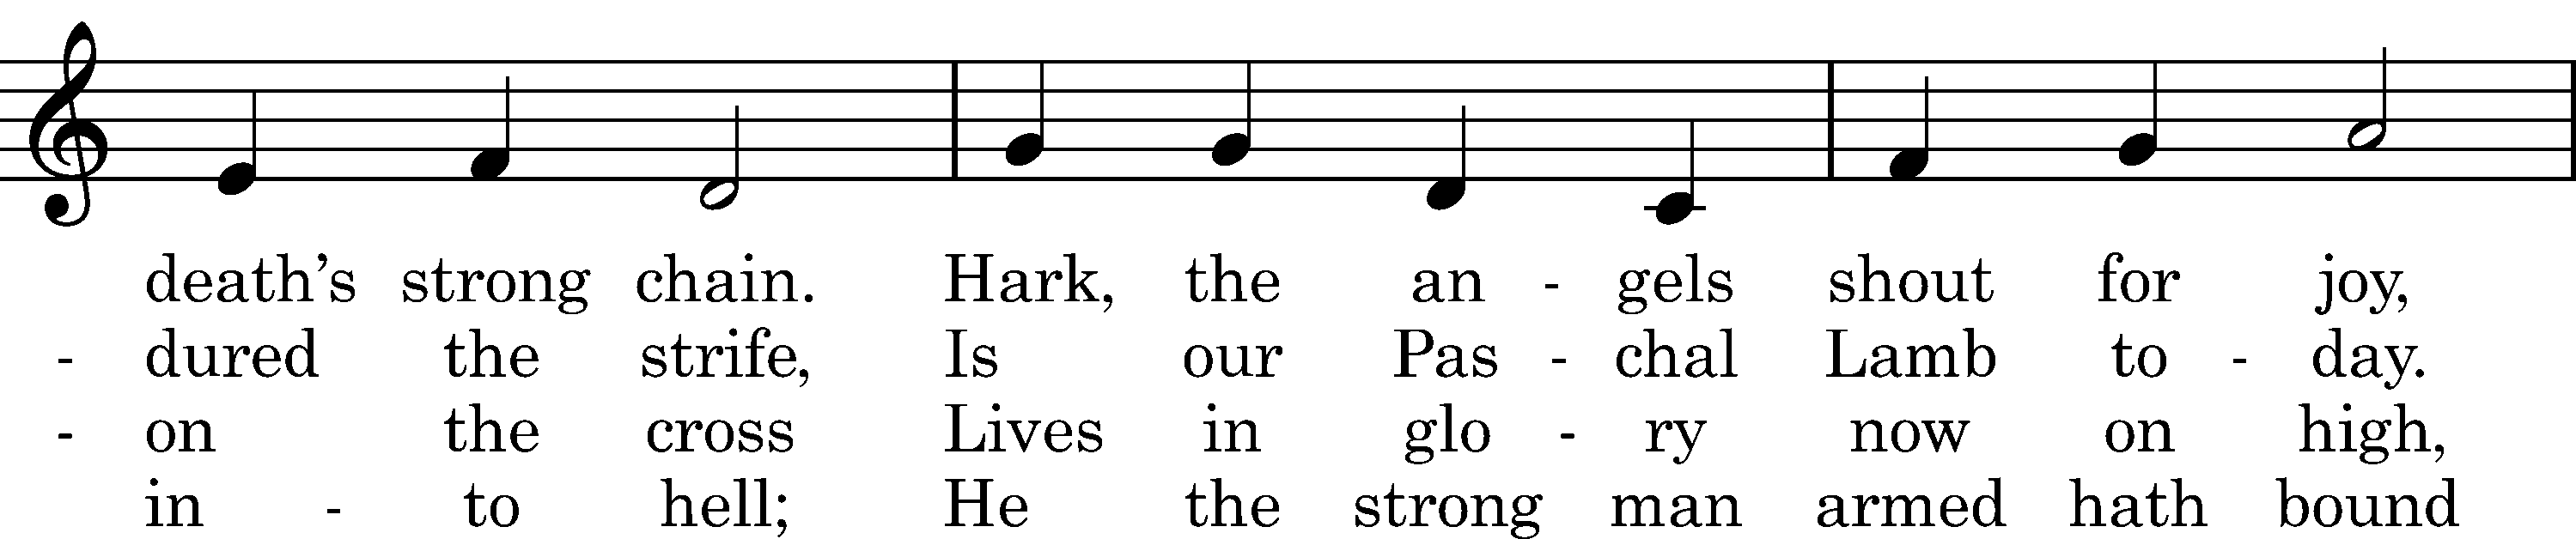 death’s strong chain. Hark, the an - gels shout for joy,
- dured the strife, Is our Pas - chal Lamb to - day.
- on the cross Lives in glo - ry now on high,
in - to hell; He the strong man armed hath bound